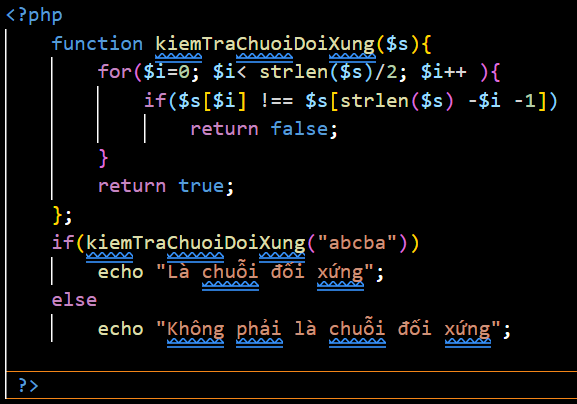 <?php
function kiemTraChuoiDoiXung($s){
for($i=0; $i< strlen($s)/2; $i++ ){
if($s[$i] !== $s[strlen($s) -$i -1])
return false;
}
return true;
};
if(kiemTraChuoiDoiXung("abcba"))
echo "Là chuỗi đối xứng";
else
echo "Không phải là chuỗi đối xứng";
?>